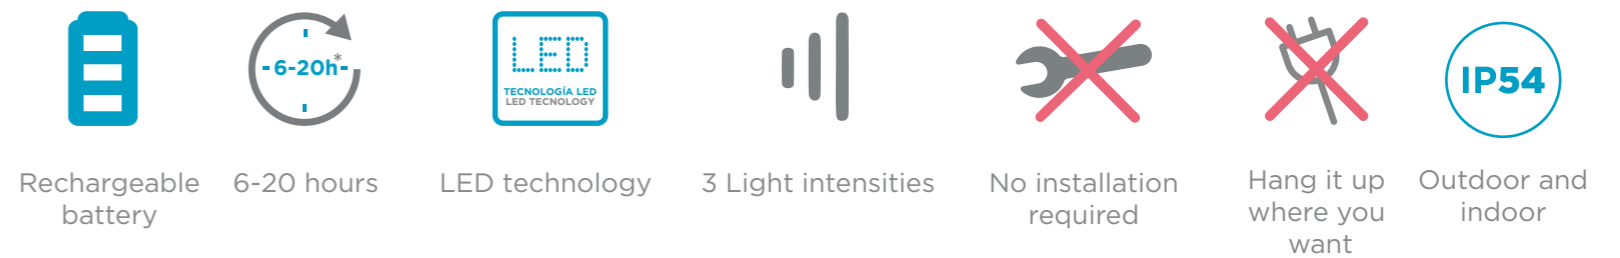 6-20h*
LED
TECNOLOGÍA LED
LED TECNOLOGY
IP54
Rechargeable
battery
6-20 hours
LED technology
3 Light intensities
No installation
required
Hang it up
where you
want
Outdoor and
indoor